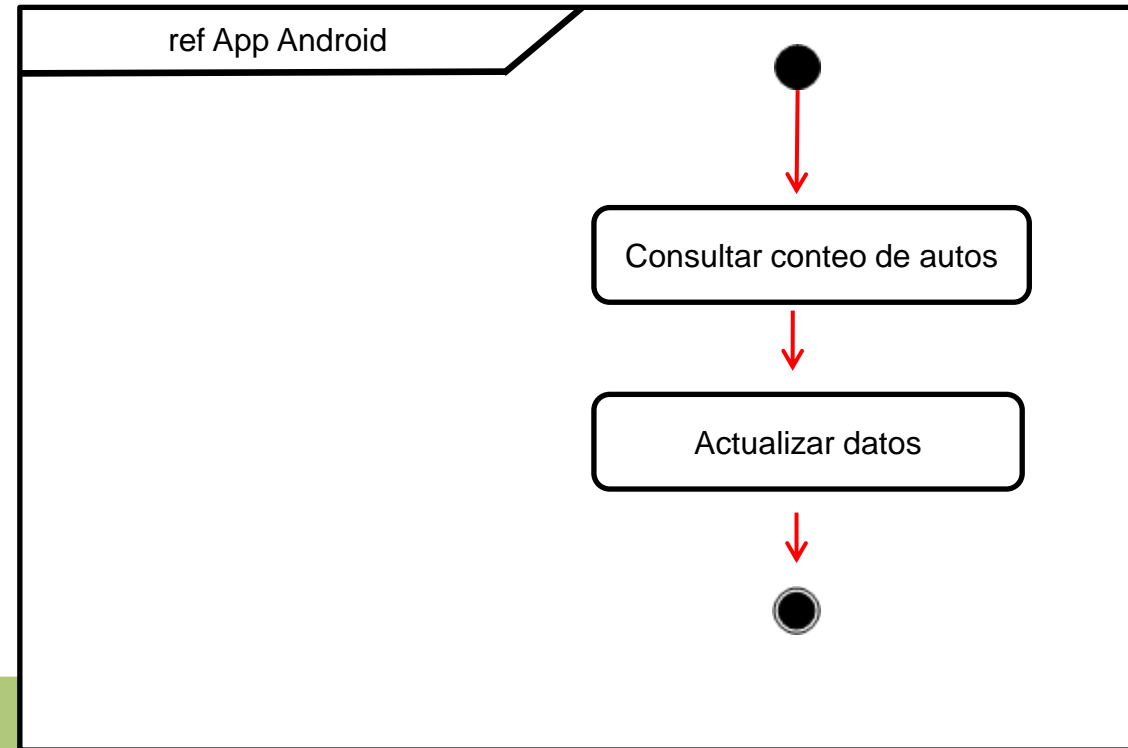 ref App Android
Consultar conteo de autos
Actualizar datos